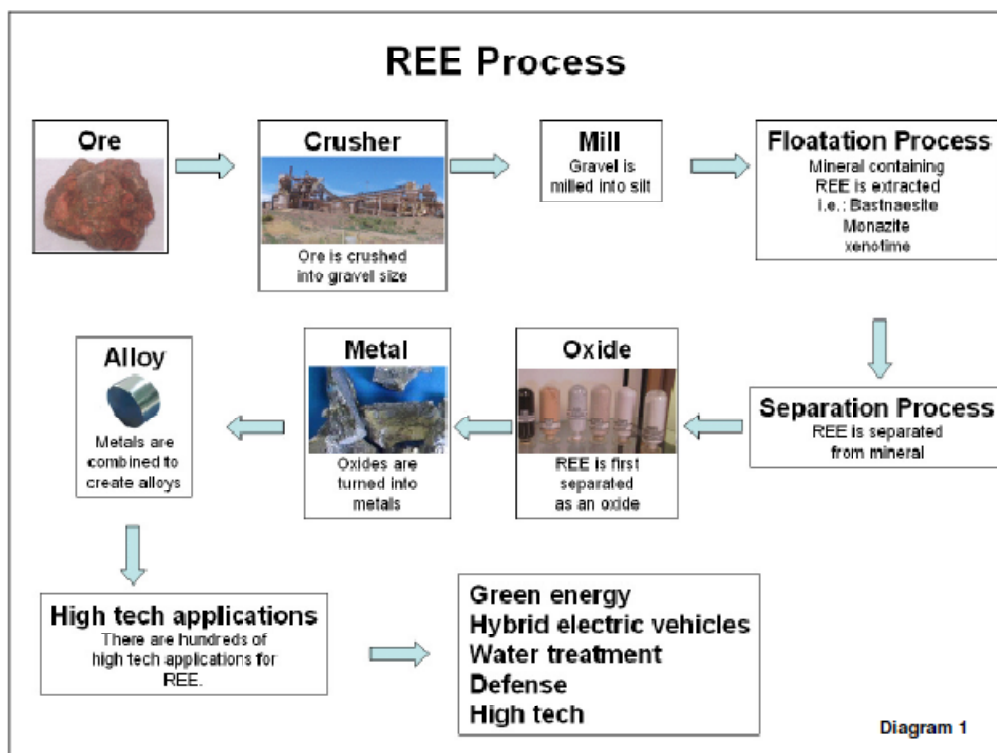 REE Process
Ore
Crusher
Ore is crushed
into gravel size
Mill
Gravel is
milled into silt
Floatation Process
Mineral containing
REE is extracted
i.e.: Bastnaesite
Monazite
xenotime
Separation Process
REE is separated
from mineral
Oxide
REE is first
separated
as an oxide
Metal
Oxides are
turned into
metals
Alloy
Metals are
combined to
create alloys
High tech applications
There are hundreds of
high tech applications for
REE.
Green energy
Hybrid electric vehicles
Water treatment
Defense
High tech
Diagram 1